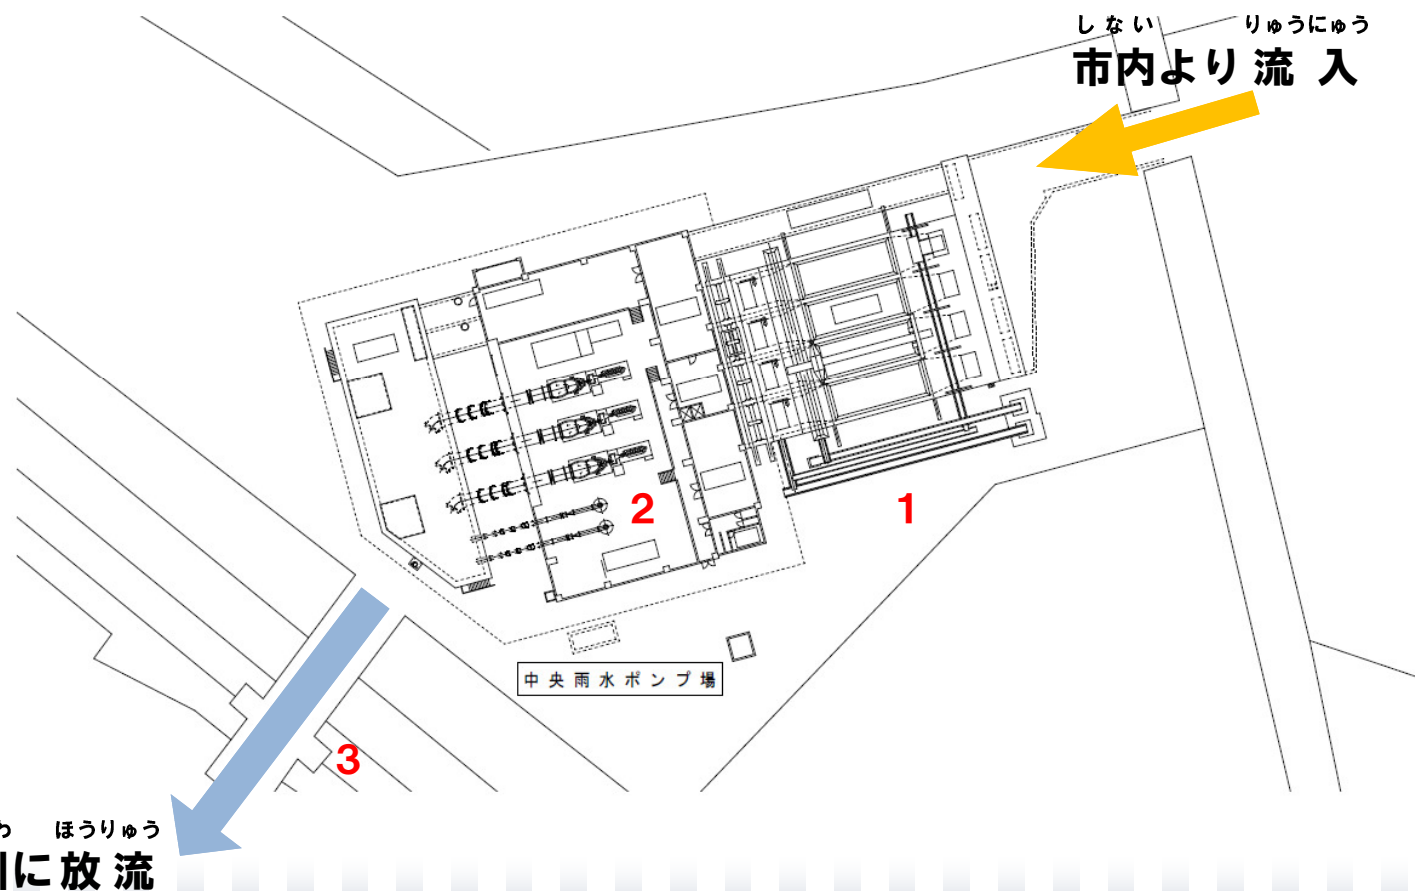 しない りゅうにゅう
市内より流入
1
2
中央雨水ポンプ場
3
ほうりゅう
に放流